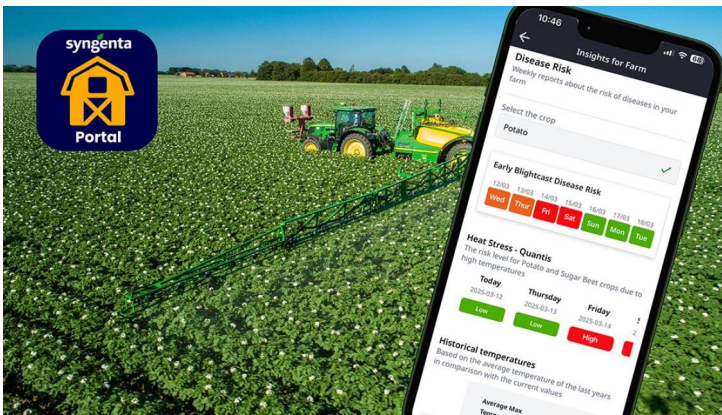 syngenta
Portal
10:46
68
Insights for Farm
Disease Risk
Weekly reports about the risk of diseases in your
farm
Select the crop
Potato
Early Blightcast Disease Risk
12/03 13/03 14/03 15/03 16/03 17/03 18/03
Wed Thur Fri Sat Sun Mon Tue
Heat Stress - Quantis
The risk level for Potato and Sugar Beet crops due to
high temperatures
Today Thursday Friday
2025-03-12 2025-03-13 2025-03-14
Low Low High
Historical temperatures
Based on the average temperature of the last years
in comparison with the current values
Average Max